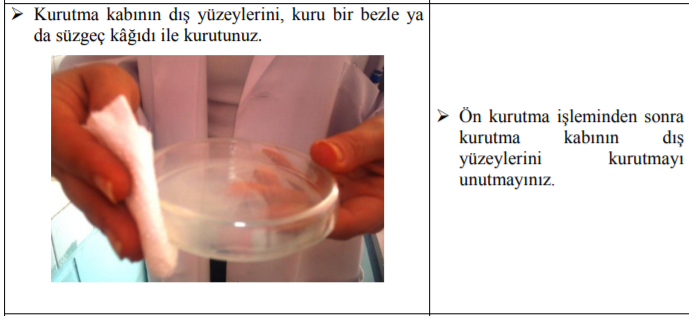 ➢ Kurutma kabının dış yüzeylerini, kuru bir bezle ya
da süzgeç kâğıdı ile kurutunuz.
➢ Ön kurutma işleminden sonra
kurutma kabının dış
yüzeylerini kurutmayı
unutmayınız.